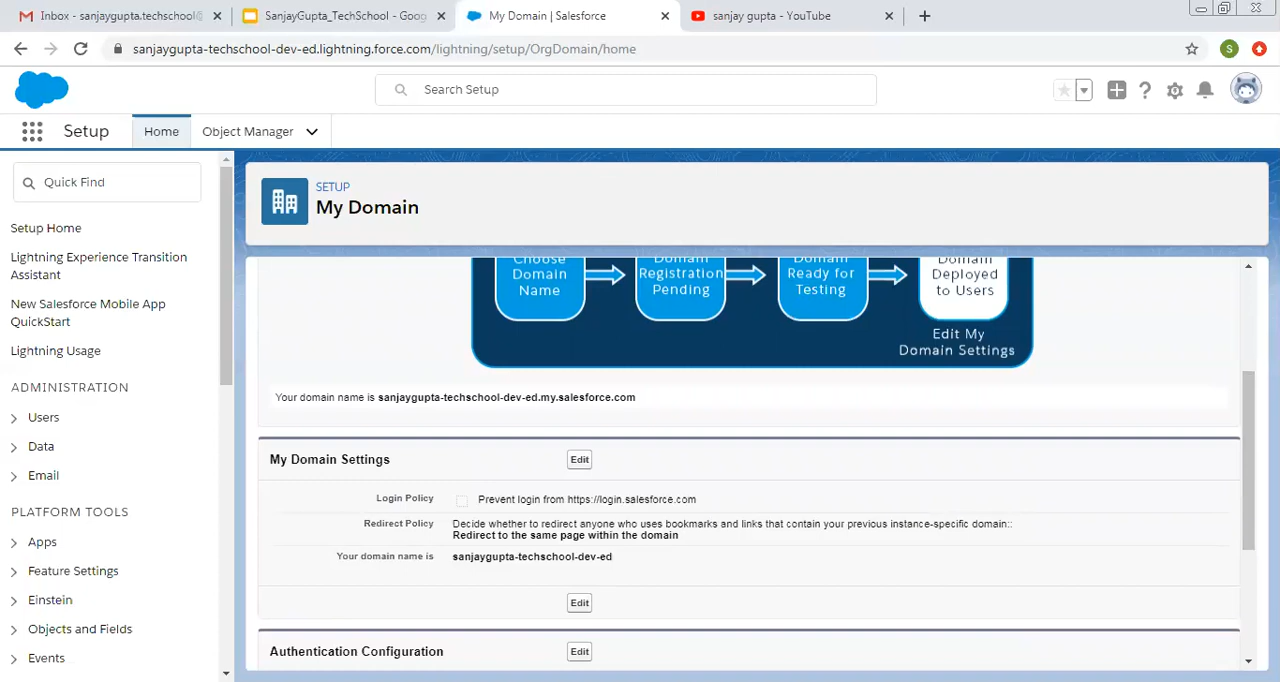 Inbox - sanjaygupta.techschool@
SanjayGupta_TechSchool - Goog
My Domain | Salesforce
sanjay gupta - YouTube
sanjaygupta-techschool-dev-ed.lightning.force.com/lightning/setup/OrgDomain/home
S
Search Setup
Setup
Home
Object Manager
Quick Find
Setup Home
Lightning Experience Transition
Assistant
New Salesforce Mobile App
QuickStart
Lightning Usage
ADMINISTRATION
Users
Data
Email
PLATFORM TOOLS
Apps
Feature Settings
Einstein
Objects and Fields
Events
SETUP
My Domain
Choose
Domain
Name
Domain
Registration
Pending
Domain
Ready for
Testing
Domain
Deployed
to Users
Edit My
Domain Settings
Your domain name is sanjaygupta-techschool-dev-ed.my.salesforce.com
My Domain Settings
Edit
Login Policy
Prevent login from https://login.salesforce.com
Redirect Policy
Decide whether to redirect anyone who uses bookmarks and links that contain your previous instance-specific domain::
Redirect to the same page within the domain
Your domain name is
sanjaygupta-techschool-dev-ed
Edit
Authentication Configuration
Edit